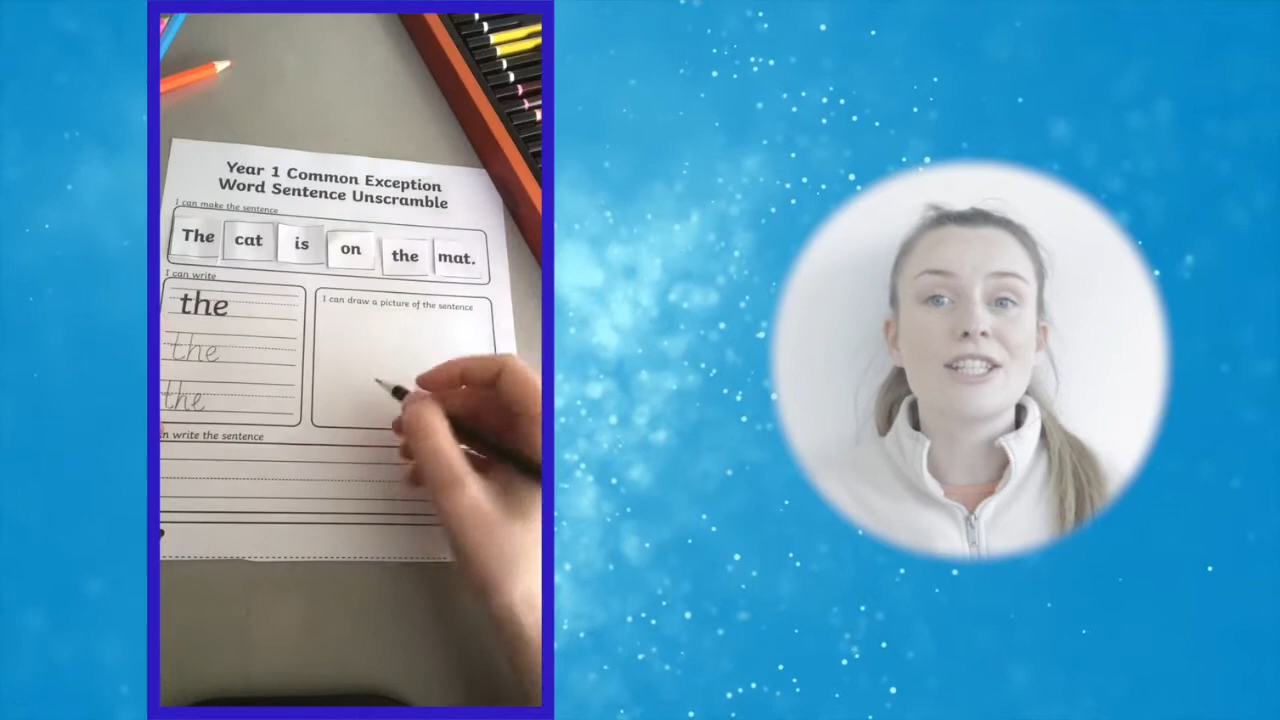 Year 1 Common Exception
Word Sentence Unscramble
I can make the sentence
The cat is on the mat.
I can write
the
the
the
I can draw a picture of the sentence
n write the sentence